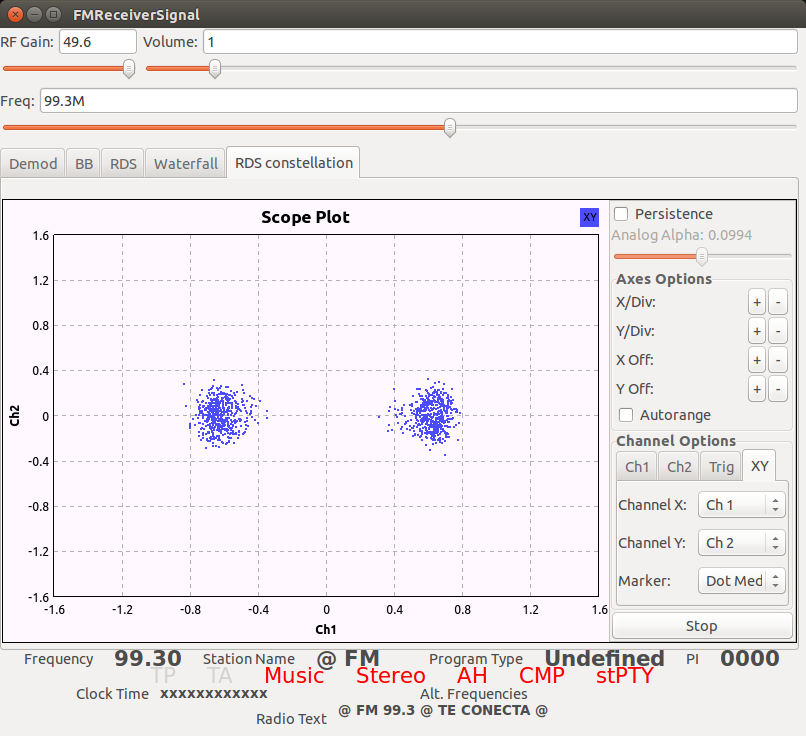 FMReceiverSignal
RF Gain: 49.6 Volume: 1
Freq: 99.3M
Demod BB RDS Waterfall RDS constellation
Scope Plot XY
1.6
1.2
0.8
0.4
0
-0.4
-0.8
-1.2
-1.6
Ch2
-1.6 -1.2 -0.8 -0.4 0 0.4 0.8 1.2 1.6
Ch1
Persistence
Analog Alpha: 0.0994
Axes Options
X/Div: + -
Y/Div: + -
X Off: + -
Y Off: + -
Autorange
Channel Options
Ch1 Ch2 Trig XY
Channel X: Ch 1
Channel Y: Ch 2
Marker: Dot Med
Stop
Frequency 99.30 Station Name @ FM Program Type Undefined PI 0000
TP TA Music Stereo AH CMP stPTY
Clock Time xxxxxxxxxxxx Alt. Frequencies
Radio Text @ FM 99.3 @ TE CONECTA @